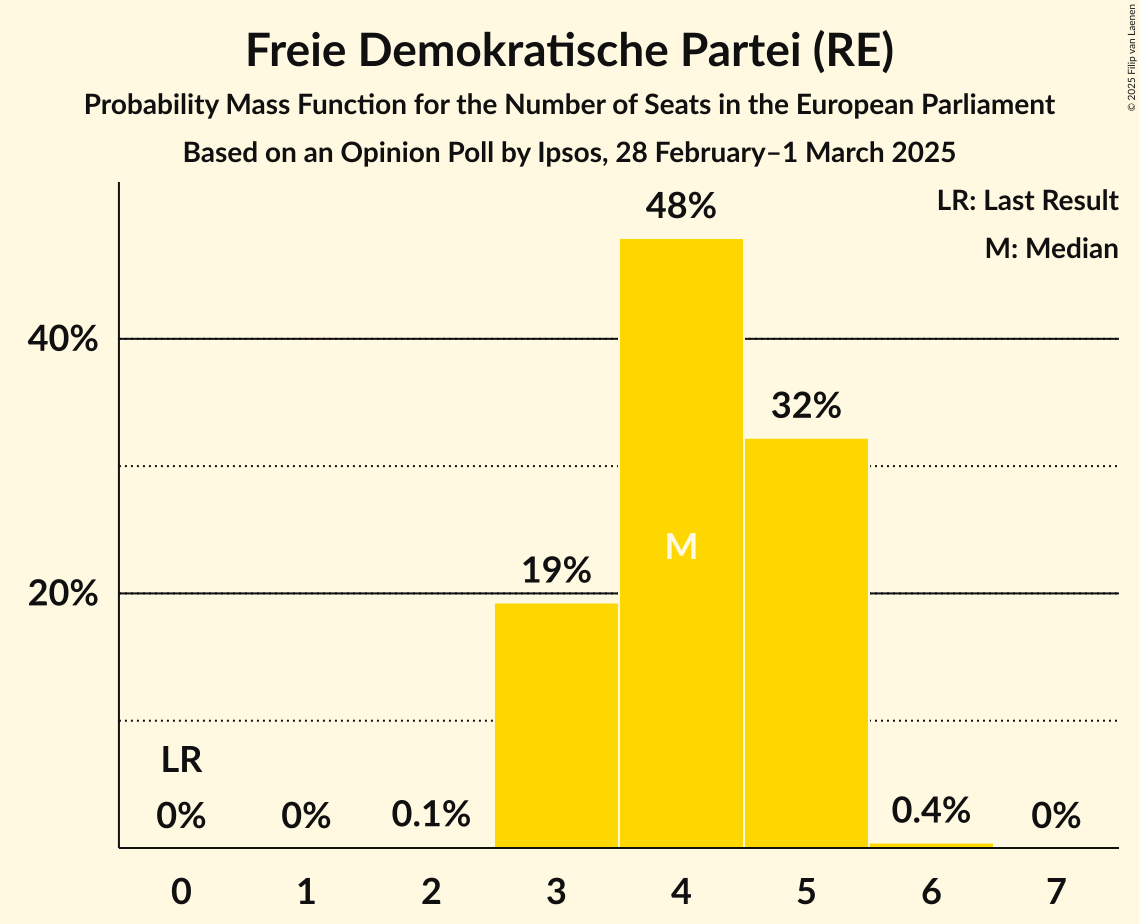 Freie Demokratische Partei (RE)
Probability Mass Function for the Number of Seats in the European Parliament
Based on an Opinion Poll by Ipsos, 28 February–1 March 2025
© 2025 Filip van Laenen
LR: Last Result
M: Median
48%
40%
32%
M
19%
20%
LR
0%
0%
0.1%
0.4%
0%
0 1 2 3 4 5 6 7